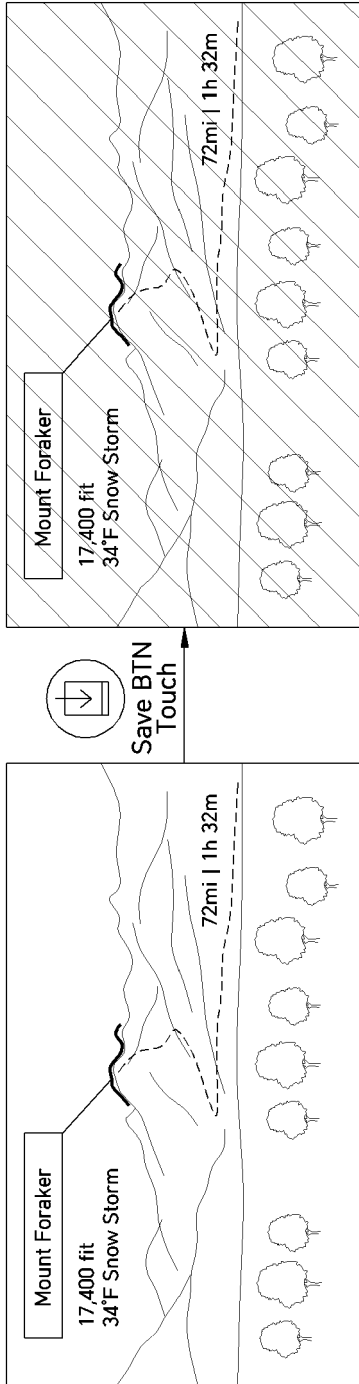 Mount Foraker
17,400 fit
34°F Snow Storm
72mi | 1h 32m
Save BTN
Touch
Mount Foraker
17,400 fit
34°F Snow Storm
72mi | 1h 32m